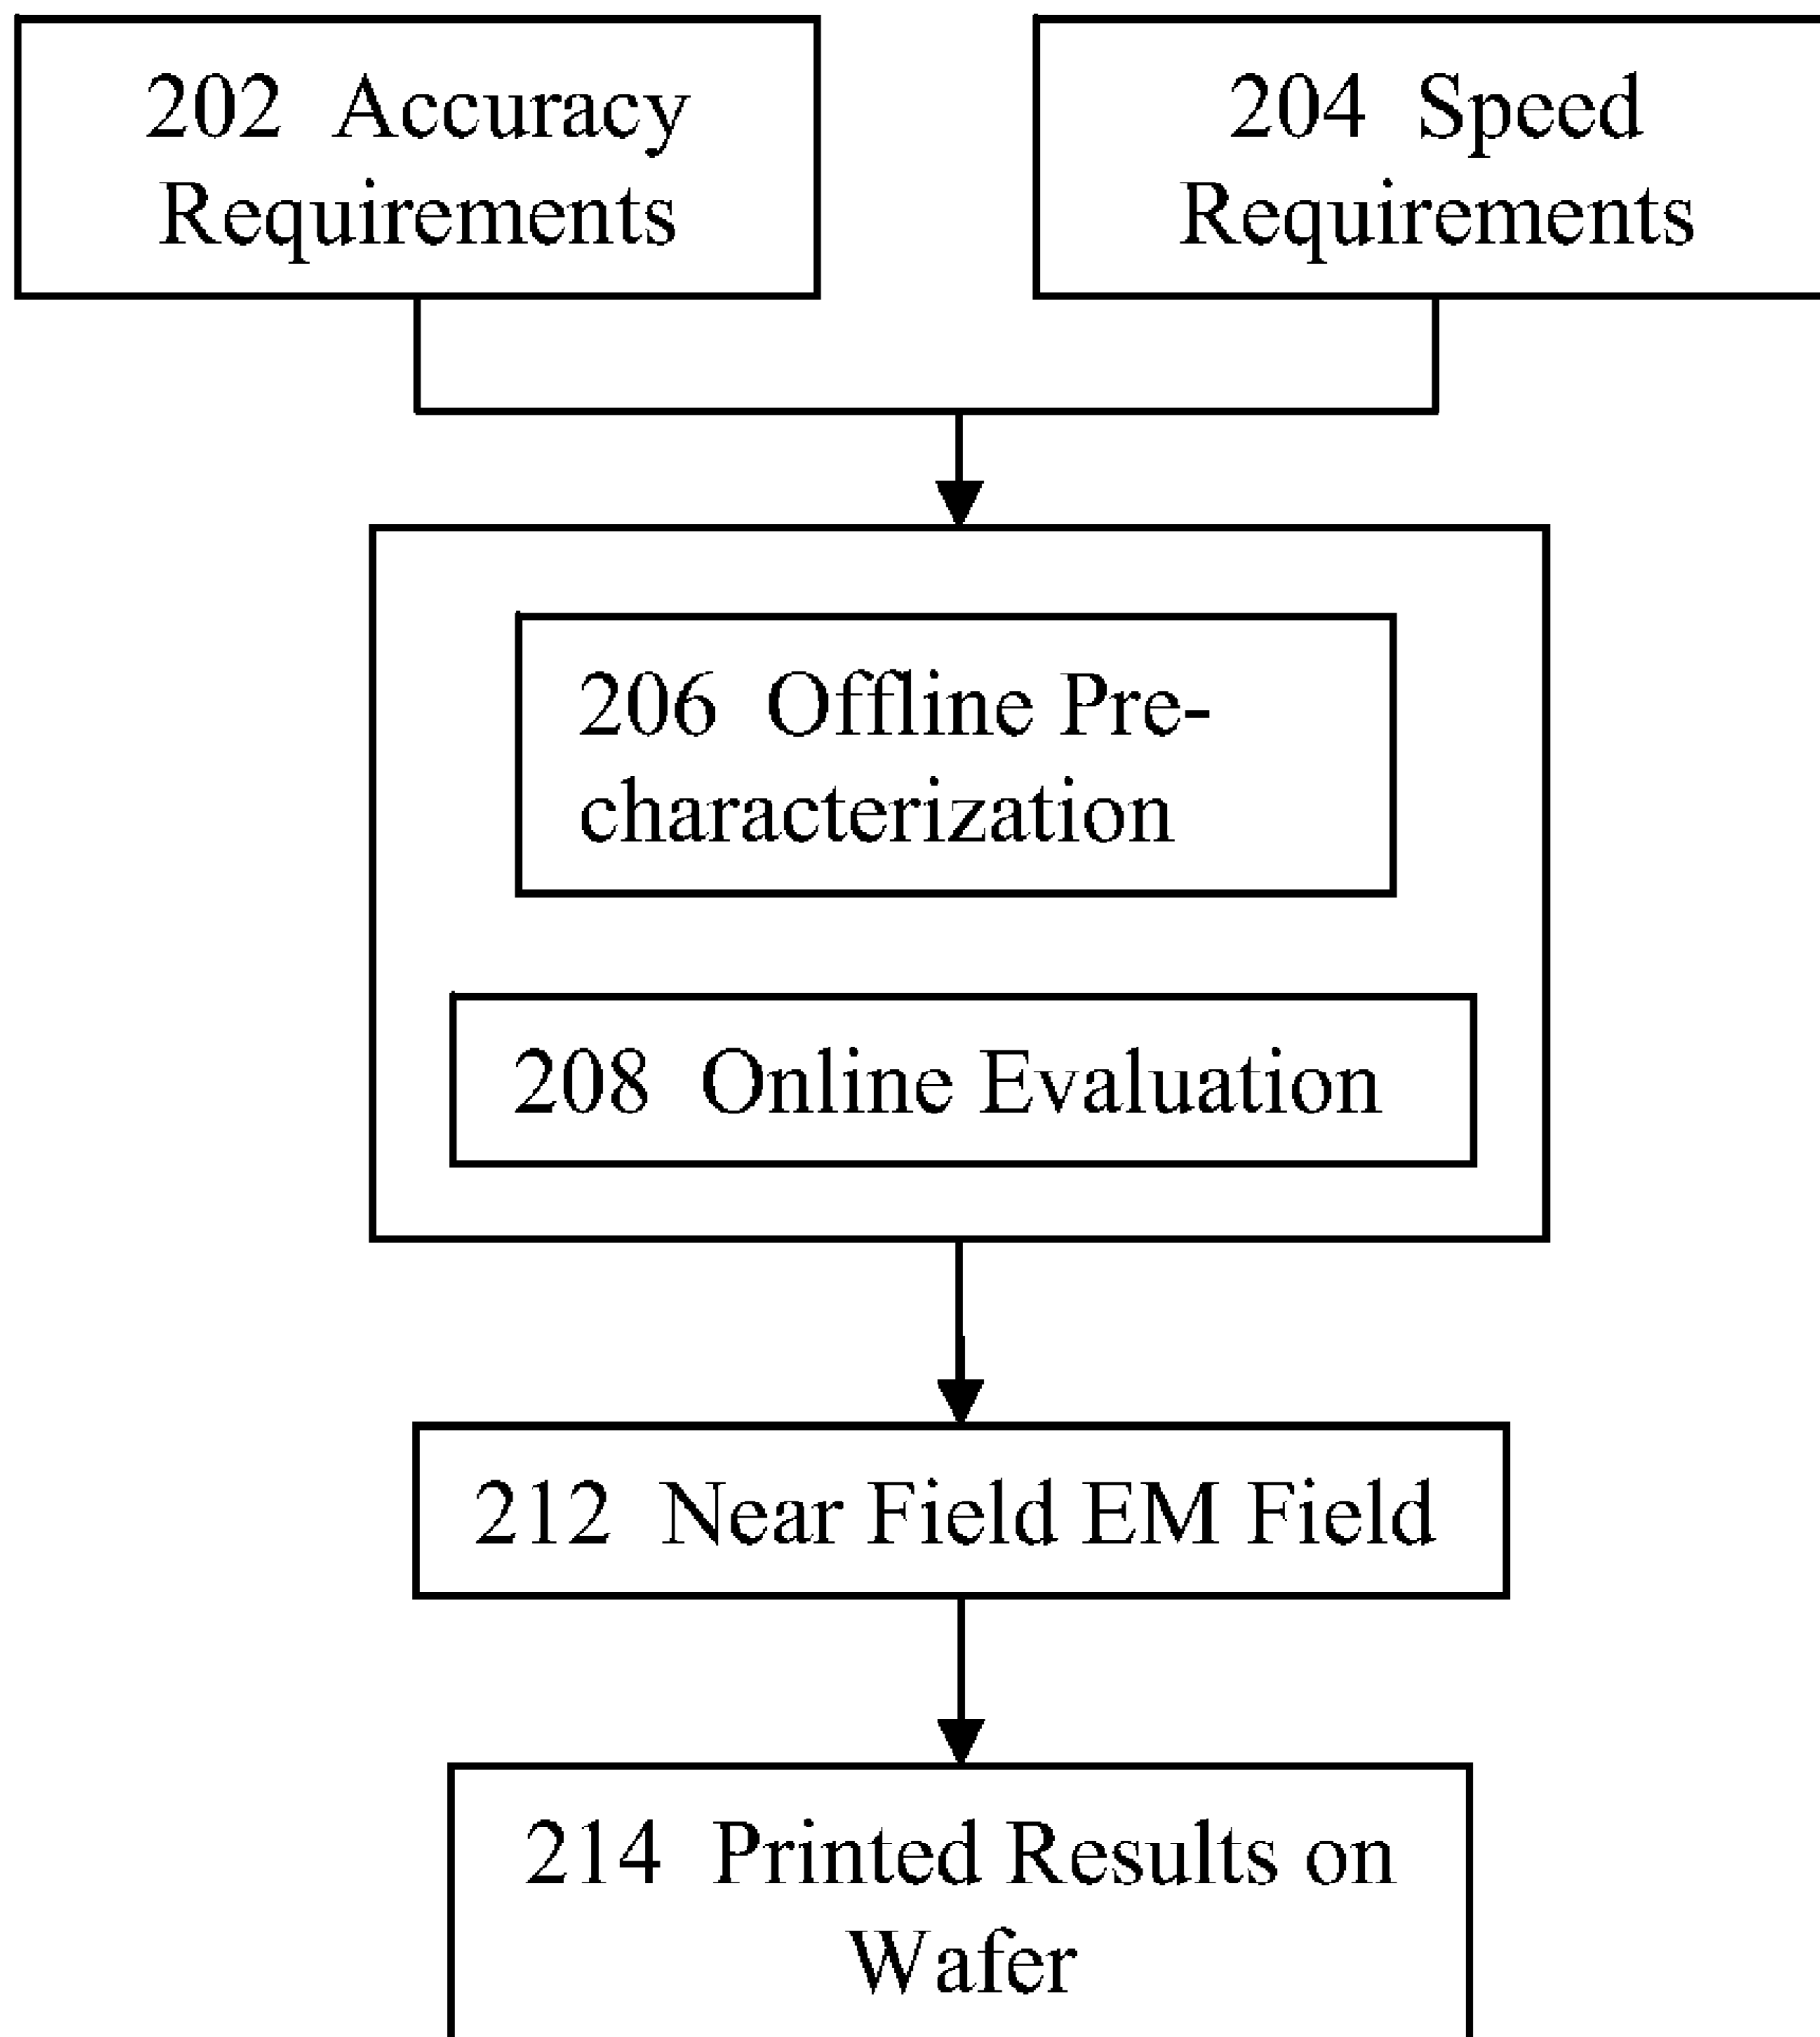 202 Accuracy
Requirements
204 Speed
Requirements
206 Offline Pre-
characterization
208 Online Evaluation
212 Near Field EM Field
214 Printed Results on
Wafer